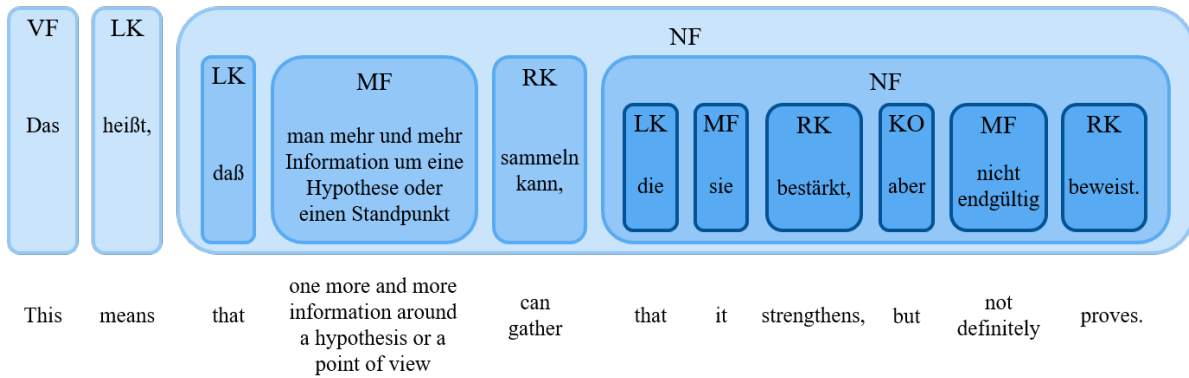 VF LK NF
LK MF RK NF
LK MF RK KO MF RK
Das heißt, daß man mehr und mehr
Information um eine
Hypothese oder
einen Standpunkt
sammeln
kann,
die sie bestärkt, aber nicht
endgültig
beweist.
This means that one more and more
information around
a hypothesis or a
point of view
can
gather
that it strengthens, but not
definitely
proves.